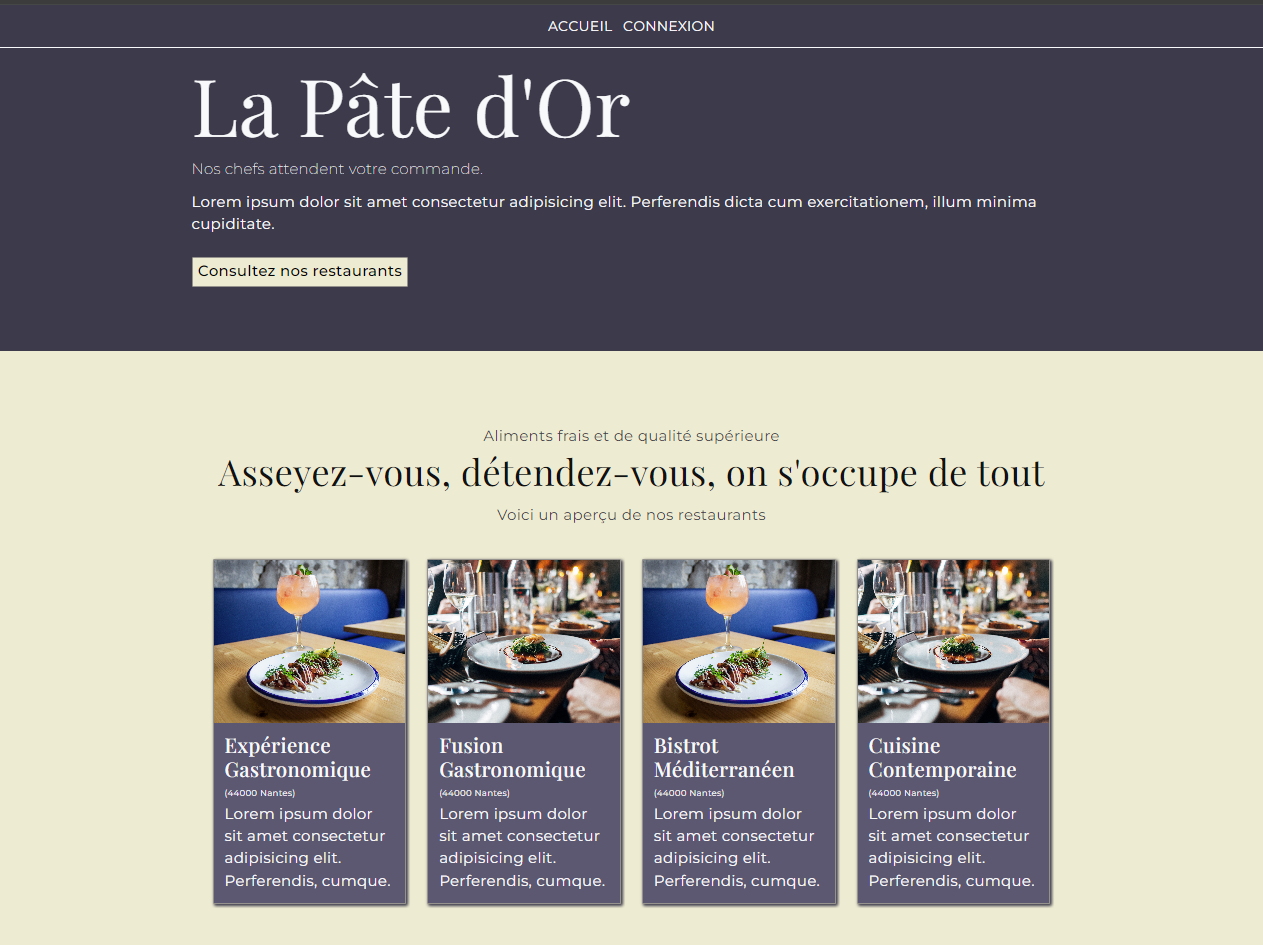 ACCUEIL CONNEXION
La Pâte d'Or
Nos chefs attendent votre commande.
Lorem ipsum dolor sit amet consectetur adipisicing elit. Perferendis dicta cum exercitationem, illum minima
cupiditate.
Consultez nos restaurants
Aliments frais et de qualité supérieure
Asseyez-vous, détendez-vous, on s'occupe de tout
Voici un aperçu de nos restaurants
Expérience
Gastronomique
(44000 Nantes)
Lorem ipsum dolor
sit amet consectetur
adipisicing elit.
Perferendis, cumque.
Fusion
Gastronomique
(44000 Nantes)
Lorem ipsum dolor
sit amet consectetur
adipisicing elit.
Perferendis, cumque.
Bistrot
Méditerranéen
(44000 Nantes)
Lorem ipsum dolor
sit amet consectetur
adipisicing elit.
Perferendis, cumque.
Cuisine
Contemporaine
(44000 Nantes)
Lorem ipsum dolor
sit amet consectetur
adipisicing elit.
Perferendis, cumque.